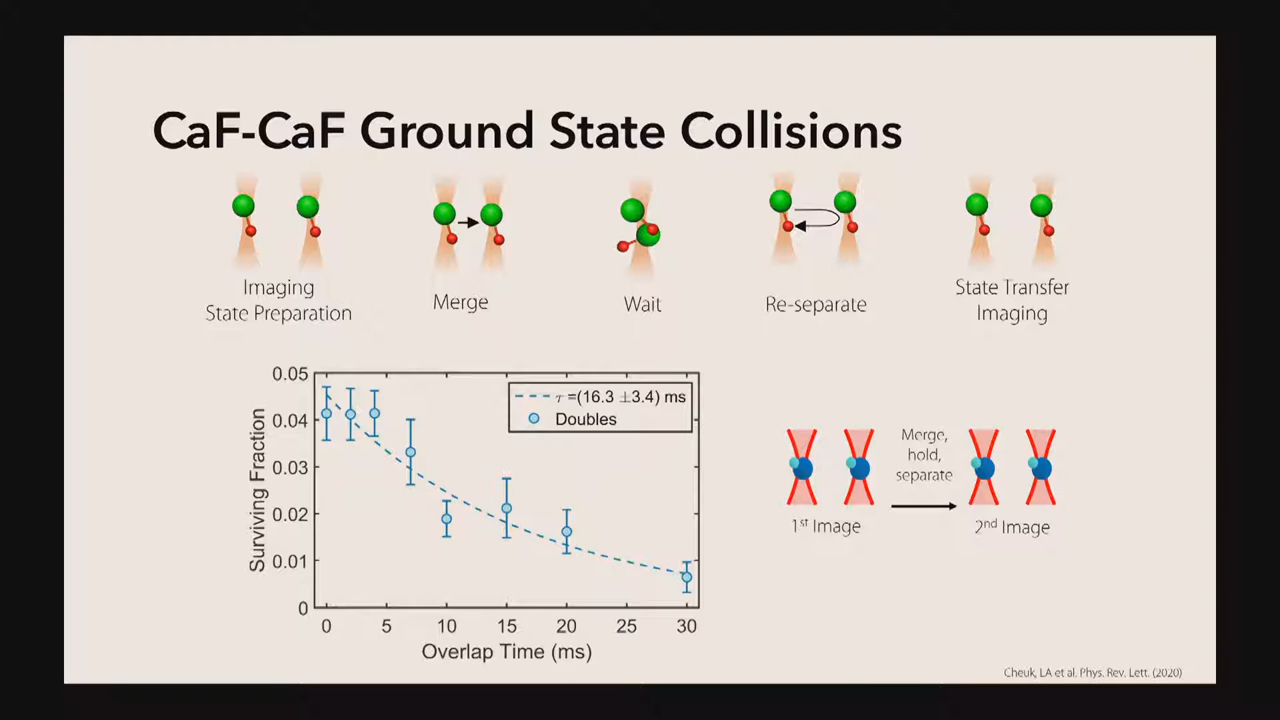 CaF-CaF Ground State Collisions
Imaging
State Preparation
Merge
Wait
Re-separate
State Transfer
Imaging
0.05
0.04
0.03
0.02
0.01
0
Surviving Fraction
τ =(16.3 ±3.4) ms
Doubles
0 5 10 15 20 25 30
Overlap Time (ms)
Merge,
hold,
separate
1st Image
2nd Image
Cheuk, LA et al. Phys. Rev. Lett. (2020)